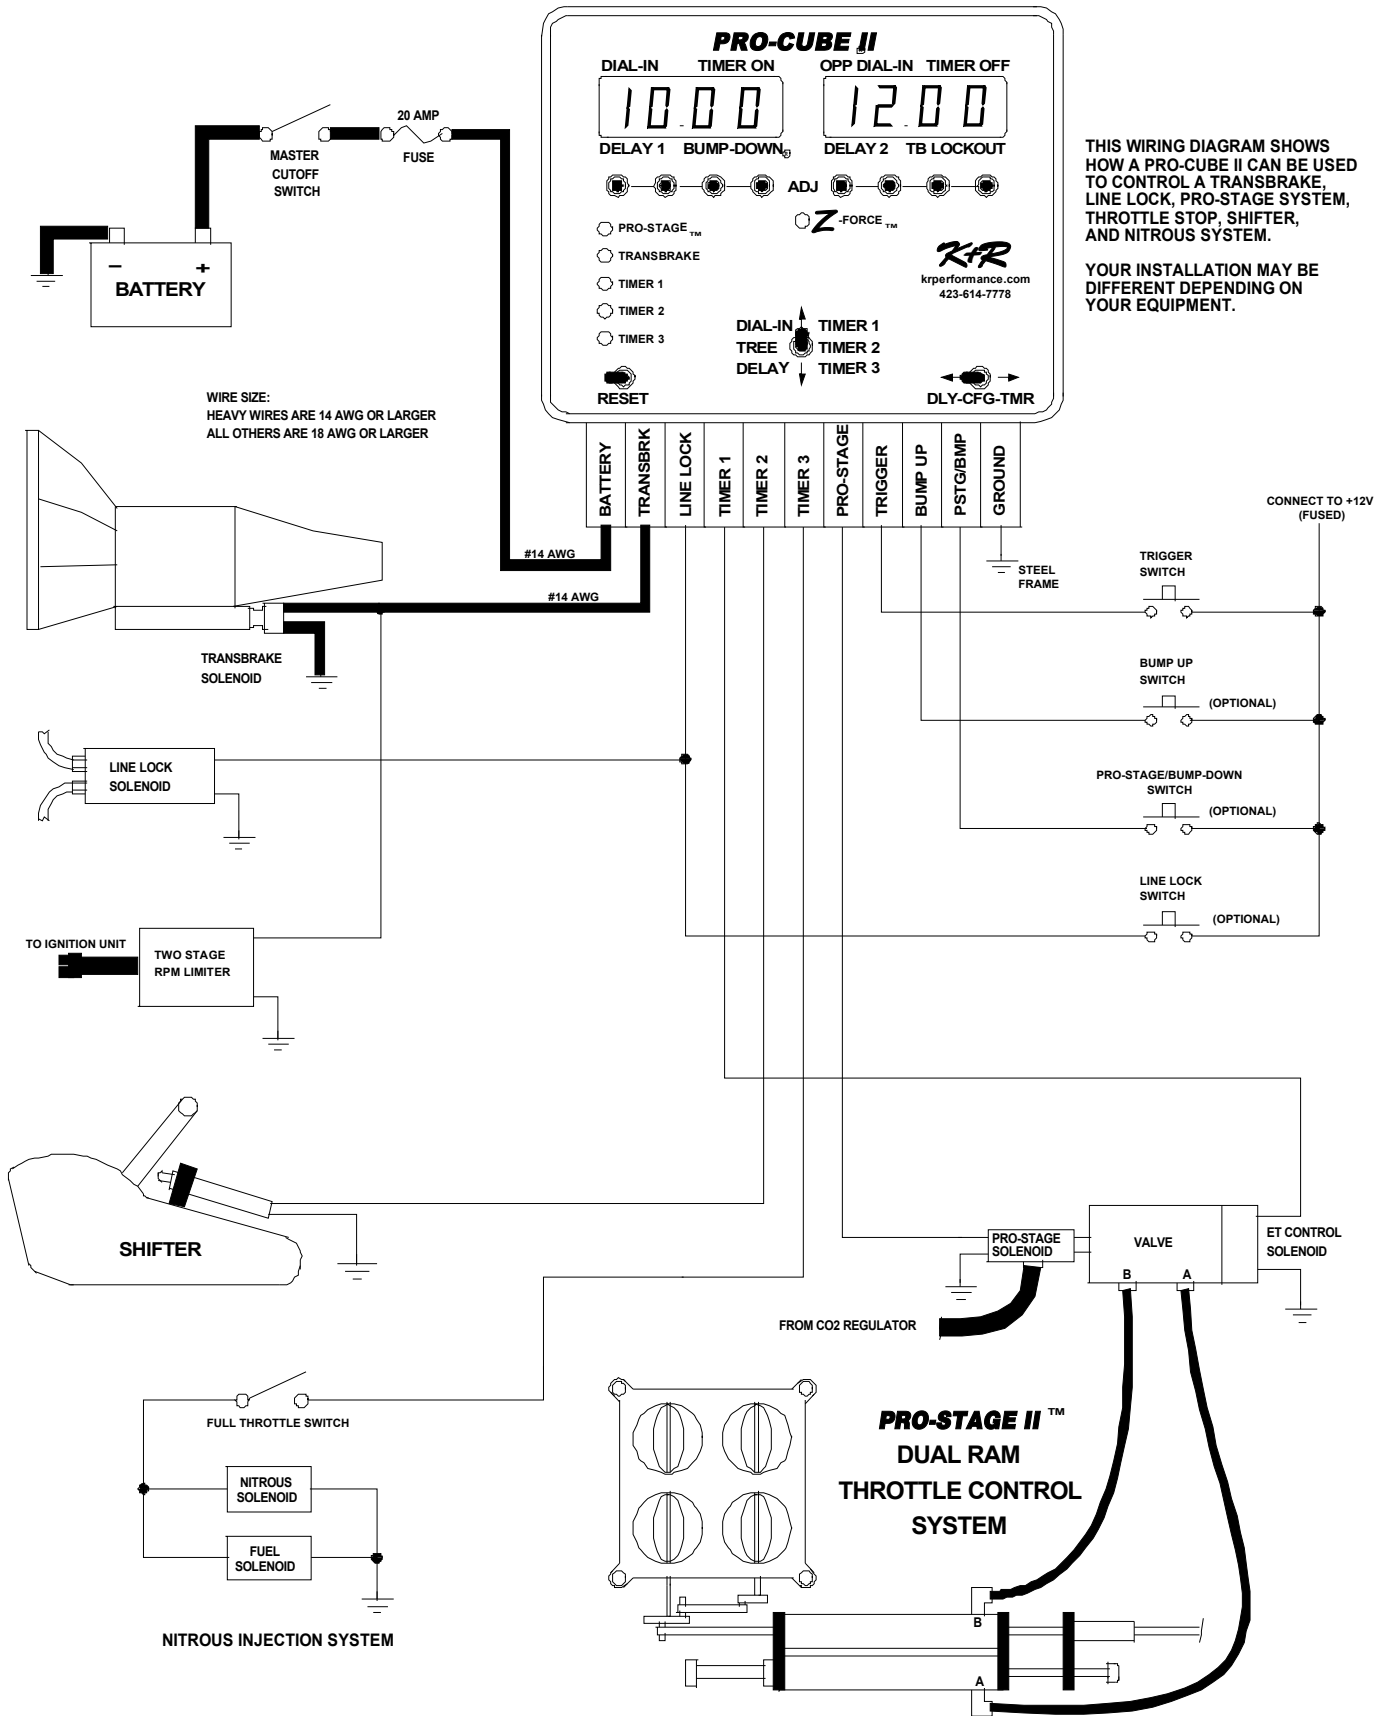 PRO-CUBE II
DIAL-IN TIMER ON
OPP DIAL-IN TIMER OFF
10.00
12.00
DELAY 1 BUMP-DOWN
DELAY 2 TB LOCKOUT
ADJ
PRO-STAGE™
Z-FORCE™
TRANSBRAKE
TIMER 1
TIMER 2
TIMER 3
K+R
krperformance.com
423-614-7778
DIAL-IN TIMER 1
TREE TIMER 2
DELAY TIMER 3
RESET
DLY-CFG-TMR
BATTERY
TRANSBRK
LINE LOCK
TIMER 1
TIMER 2
TIMER 3
PRO-STAGE
TRIGGER
BUMP UP
PSTG/BMP
GROUND
20 AMP
FUSE
MASTER
CUTOFF
SWITCH
– +
BATTERY
THIS WIRING DIAGRAM SHOWS
HOW A PRO-CUBE II CAN BE USED
TO CONTROL A TRANSBRAKE,
LINE LOCK, PRO-STAGE SYSTEM,
THROTTLE STOP, SHIFTER,
AND NITROUS SYSTEM.
YOUR INSTALLATION MAY BE
DIFFERENT DEPENDING ON
YOUR EQUIPMENT.
WIRE SIZE:
HEAVY WIRES ARE 14 AWG OR LARGER
ALL OTHERS ARE 18 AWG OR LARGER
#14 AWG
#14 AWG
STEEL
FRAME
CONNECT TO +12V
(FUSED)
TRIGGER
SWITCH
TRANSBRAKE
SOLENOID
BUMP UP
SWITCH
(OPTIONAL)
LINE LOCK
SOLENOID
PRO-STAGE/BUMP-DOWN
SWITCH
(OPTIONAL)
LINE LOCK
SWITCH
(OPTIONAL)
TO IGNITION UNIT
TWO STAGE
RPM LIMITER
SHIFTER
PRO-STAGE
SOLENOID
VALVE
B A
ET CONTROL
SOLENOID
FROM CO2 REGULATOR
FULL THROTTLE SWITCH
NITROUS
SOLENOID
FUEL
SOLENOID
NITROUS INJECTION SYSTEM
PRO-STAGE II™
DUAL RAM
THROTTLE CONTROL
SYSTEM
B
A